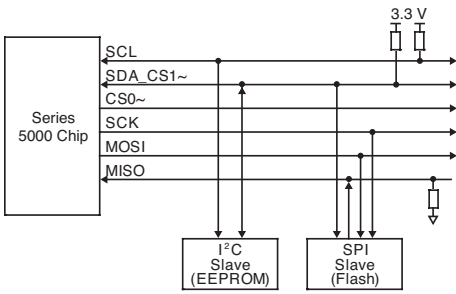 3.3 V
SCL
SDA_CS1~
CS0~
SCK
MOSI
MISO
Series
5000 Chip
I²C
Slave
(EEPROM)
SPI
Slave
(Flash)